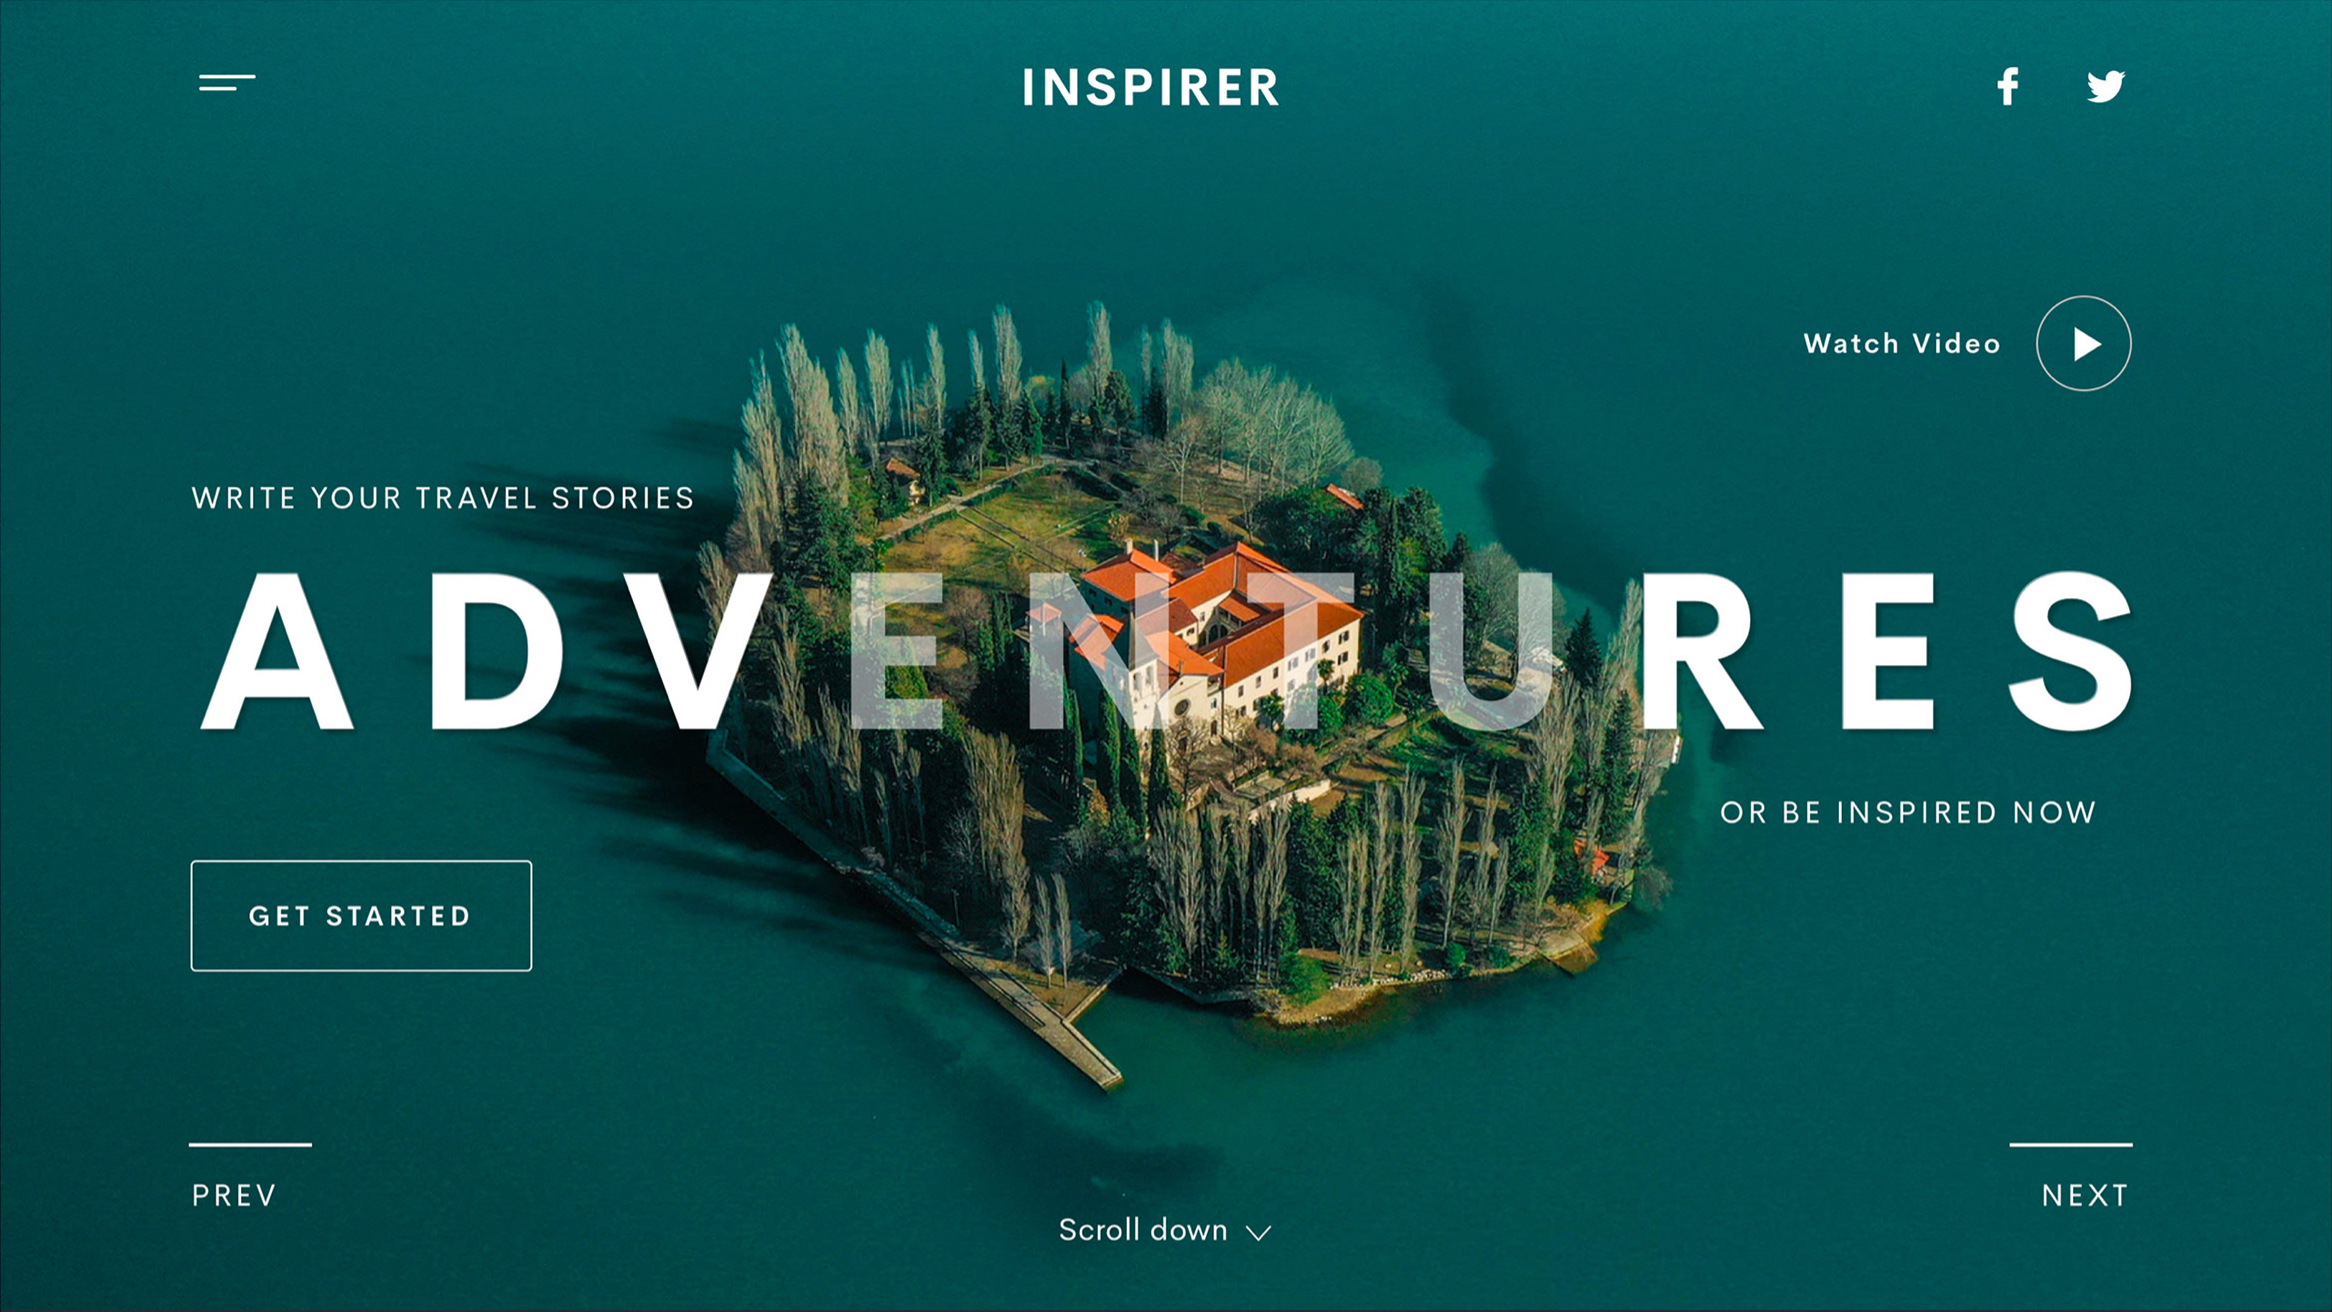 INSPIRER
Watch Video
WRITE YOUR TRAVEL STORIES
ADVENTURES
OR BE INSPIRED NOW
GET STARTED
PREV
NEXT
Scroll down